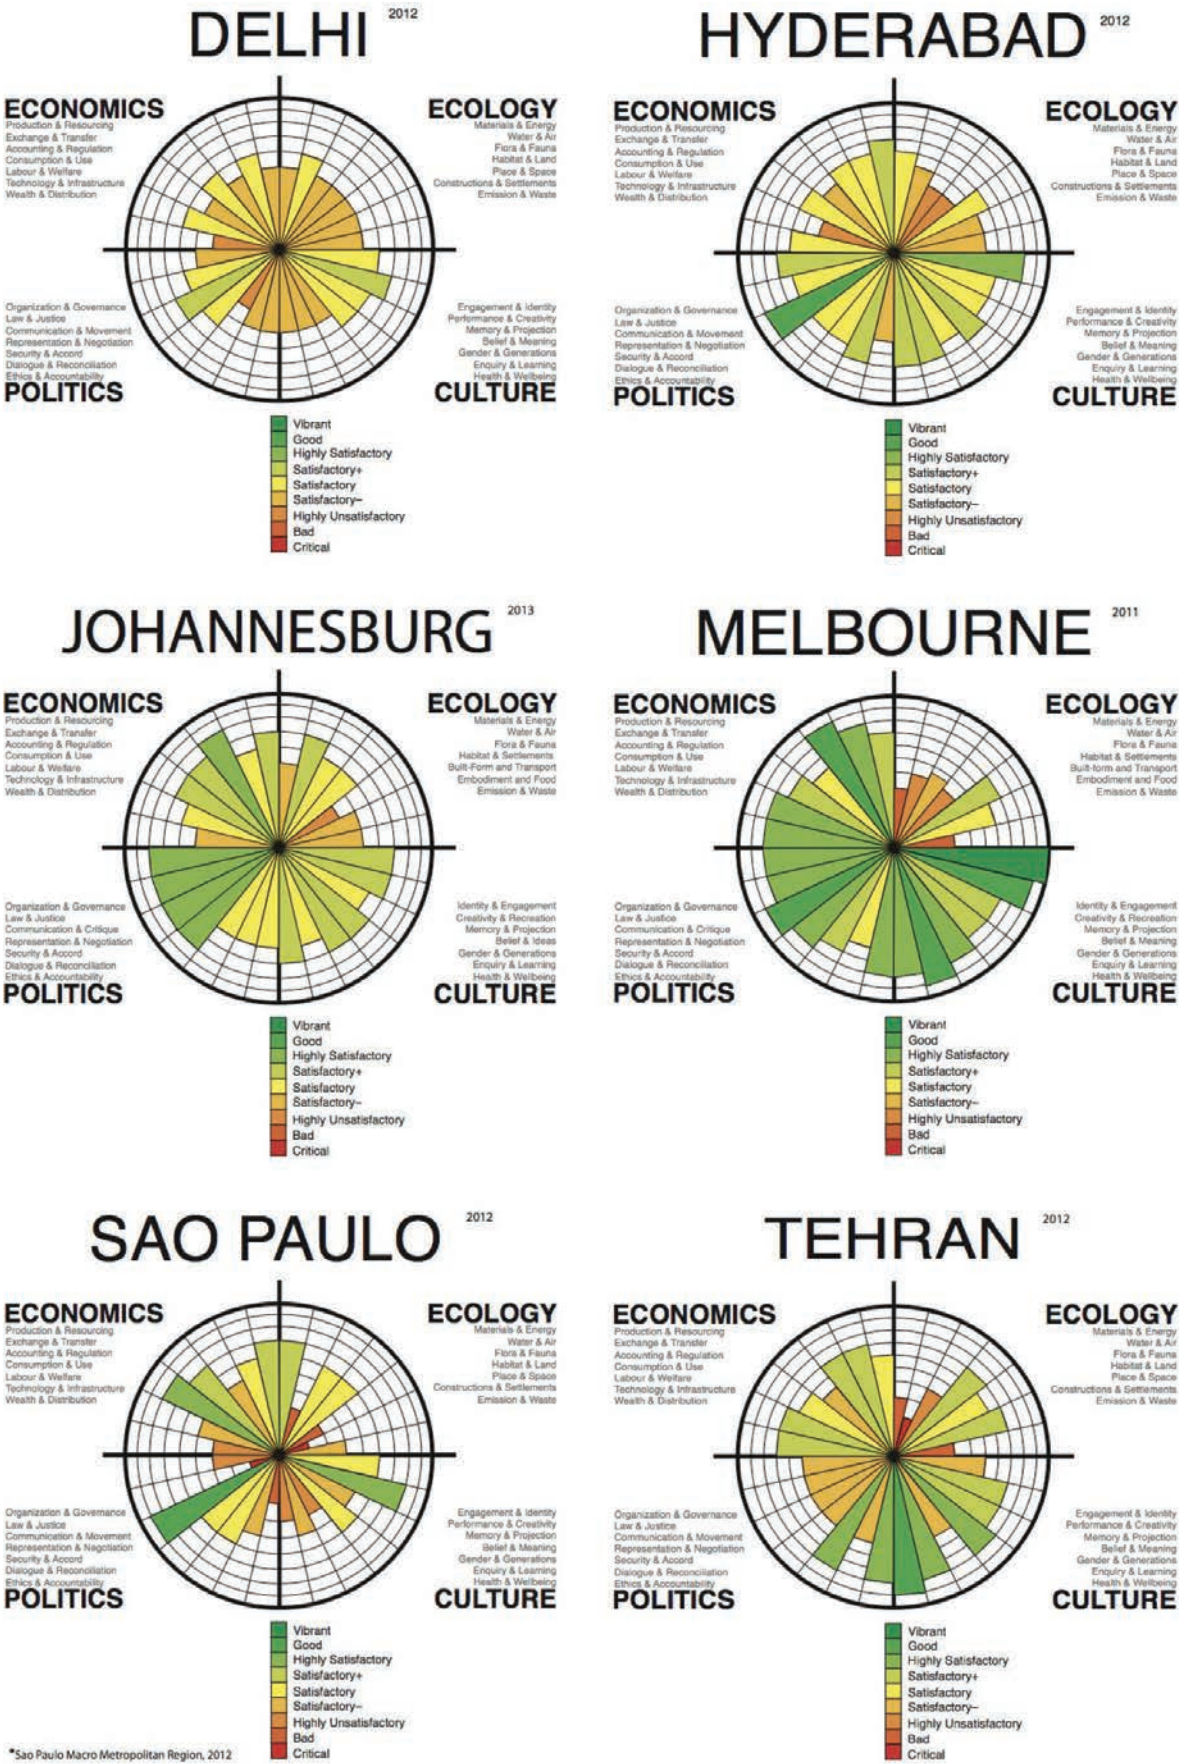 DELHI 2012
ECONOMICS
Production & Resourcing
Exchange & Transfer
Accounting & Regulation
Consumption & Use
Labour & Welfare
Technology & Infrastructure
Wealth & Distribution
ECOLOGY
Materials & Energy
Water & Air
Flora & Fauna
Habitat & Land
Place & Space
Constructions & Settlements
Emission & Waste
Organization & Governance
Law & Justice
Communication & Movement
Representation & Negotiation
Security & Accord
Dialogue & Reconciliation
Ethics & Accountability
POLITICS
Engagement & Identity
Performance & Creativity
Memory & Projection
Belief & Meaning
Gender & Generations
Enquiry & Learning
Health & Wellbeing
CULTURE
Vibrant
Good
Highly Satisfactory
Satisfactory+
Satisfactory
Satisfactory–
Highly Unsatisfactory
Bad
Critical
HYDERABAD 2012
ECONOMICS
Production & Resourcing
Exchange & Transfer
Accounting & Regulation
Consumption & Use
Labour & Welfare
Technology & Infrastructure
Wealth & Distribution
ECOLOGY
Materials & Energy
Water & Air
Flora & Fauna
Habitat & Land
Place & Space
Constructions & Settlements
Emission & Waste
Organization & Governance
Law & Justice
Communication & Movement
Representation & Negotiation
Security & Accord
Dialogue & Reconciliation
Ethics & Accountability
POLITICS
Engagement & Identity
Performance & Creativity
Memory & Projection
Belief & Meaning
Gender & Generations
Enquiry & Learning
Health & Wellbeing
CULTURE
Vibrant
Good
Highly Satisfactory
Satisfactory+
Satisfactory
Satisfactory–
Highly Unsatisfactory
Bad
Critical
JOHANNESBURG 2013
ECONOMICS
Production & Resourcing
Exchange & Transfer
Accounting & Regulation
Consumption & Use
Labour & Welfare
Technology & Infrastructure
Wealth & Distribution
ECOLOGY
Materials & Energy
Water & Air
Flora & Fauna
Habitat & Settlements
Built-Form and Transport
Embodiment and Food
Emission & Waste
Organization & Governance
Law & Justice
Communication & Critique
Representation & Negotiation
Security & Accord
Dialogue & Reconciliation
Ethics & Accountability
POLITICS
Identity & Engagement
Creativity & Recreation
Memory & Projection
Belief & Ideas
Gender & Generations
Enquiry & Learning
Health & Wellbeing
CULTURE
Vibrant
Good
Highly Satisfactory
Satisfactory+
Satisfactory
Satisfactory–
Highly Unsatisfactory
Bad
Critical
MELBOURNE 2011
ECONOMICS
Production & Resourcing
Exchange & Transfer
Accounting & Regulation
Consumption & Use
Labour & Welfare
Technology & Infrastructure
Wealth & Distribution
ECOLOGY
Materials & Energy
Water & Air
Flora & Fauna
Habitat & Settlements
Built-form and Transport
Embodiment and Food
Emission & Waste
Organization & Governance
Law & Justice
Communication & Critique
Representation & Negotiation
Security & Accord
Dialogue & Reconciliation
Ethics & Accountability
POLITICS
Identity & Engagement
Creativity & Recreation
Memory & Projection
Belief & Meaning
Gender & Generations
Enquiry & Learning
Health & Wellbeing
CULTURE
Vibrant
Good
Highly Satisfactory
Satisfactory+
Satisfactory
Satisfactory–
Highly Unsatisfactory
Bad
Critical
SAO PAULO 2012
ECONOMICS
Production & Resourcing
Exchange & Transfer
Accounting & Regulation
Consumption & Use
Labour & Welfare
Technology & Infrastructure
Wealth & Distribution
ECOLOGY
Materials & Energy
Water & Air
Flora & Fauna
Habitat & Land
Place & Space
Constructions & Settlements
Emission & Waste
Organization & Governance
Law & Justice
Communication & Movement
Representation & Negotiation
Security & Accord
Dialogue & Reconciliation
Ethics & Accountability
POLITICS
Engagement & Identity
Performance & Creativity
Memory & Projection
Belief & Meaning
Gender & Generations
Enquiry & Learning
Health & Wellbeing
CULTURE
Vibrant
Good
Highly Satisfactory
Satisfactory+
Satisfactory
Satisfactory–
Highly Unsatisfactory
Bad
Critical
*Sao Paulo Macro Metropolitan Region, 2012
TEHRAN 2012
ECONOMICS
Production & Resourcing
Exchange & Transfer
Accounting & Regulation
Consumption & Use
Labour & Welfare
Technology & Infrastructure
Wealth & Distribution
ECOLOGY
Materials & Energy
Water & Air
Flora & Fauna
Habitat & Land
Place & Space
Constructions & Settlements
Emission & Waste
Organization & Governance
Law & Justice
Communication & Movement
Representation & Negotiation
Security & Accord
Dialogue & Reconciliation
Ethics & Accountability
POLITICS
Engagement & Identity
Performance & Creativity
Memory & Projection
Belief & Meaning
Gender & Generations
Enquiry & Learning
Health & Wellbeing
CULTURE
Vibrant
Good
Highly Satisfactory
Satisfactory+
Satisfactory
Satisfactory–
Highly Unsatisfactory
Bad
Critical